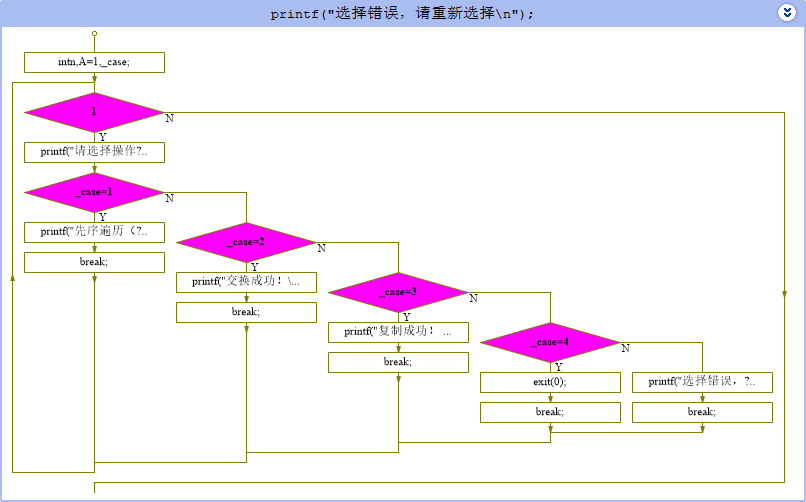 printf("选择错误，请重新选择\n");
intn,A=1,_case;
1
N
Y
printf("请选择操作?..
_case=1
N
Y
printf("先序遍历（?..
_case=2
N
break;
Y
printf("交换成功！\...
_case=3
N
break;
Y
printf("复制成功！ ...
_case=4
N
break;
Y
exit(0);
printf("选择错误，?..
break;
break;